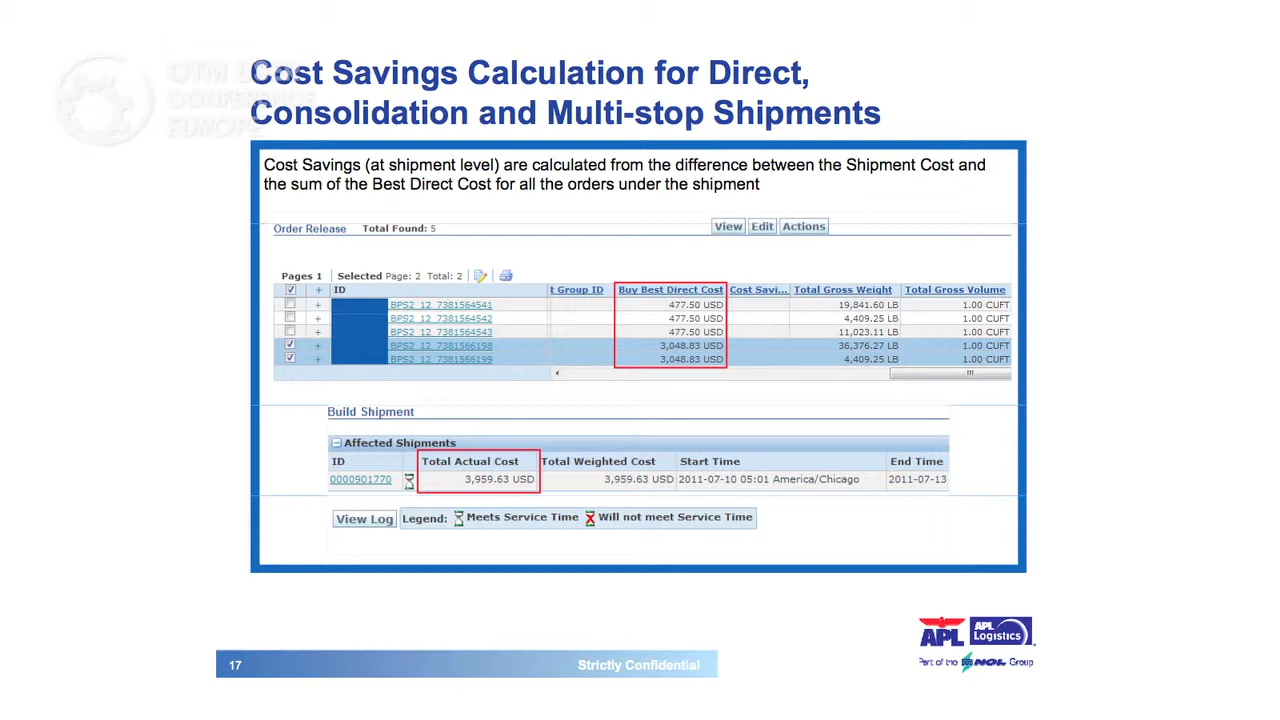 OTM USER
CONFERENCE
EUROPE
Cost Savings Calculation for Direct,
Consolidation and Multi-stop Shipments
Cost Savings (at shipment level) are calculated from the difference between the Shipment Cost and
the sum of the Best Direct Cost for all the orders under the shipment
Order Release Total Found: 5 View Edit Actions
Pages 1 Selected Page: 2 Total: 2
+ ID t Group ID Buy Best Direct Cost Cost Savi... Total Gross Weight Total Gross Volume
+ BPS2_12_7381564541 477.50 USD 19,841.60 LB 1.00 CUFT
+ BPS2_12_7381564542 477.50 USD 4,409.25 LB 1.00 CUFT
+ BPS2_12_7381564543 477.50 USD 11,023.11 LB 1.00 CUFT
+ BPS2_12_7381566198 3,048.83 USD 36,376.27 LB 1.00 CUFT
+ BPS2_12_7381566199 3,048.83 USD 4,409.25 LB 1.00 CUFT
Build Shipment
Affected Shipments
ID Total Actual Cost Total Weighted Cost Start Time End Time
0000901770 3,959.63 USD 3,959.63 USD 2011-07-10 05:01 America/Chicago 2011-07-13
View Log Legend: Meets Service Time Will not meet Service Time
APL APL Logistics
Part of the NOL Group
17 Strictly Confidential